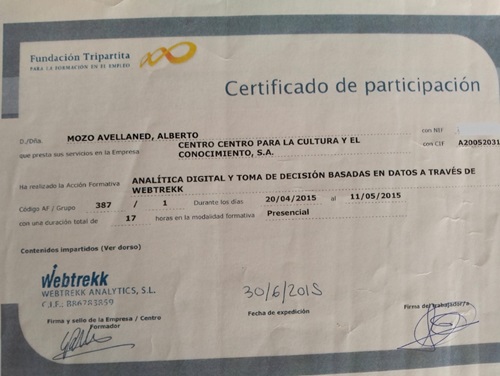 Fundación Tripartita
PARA LA FORMACIÓN EN EL EMPLEO
Certificado de participación
D./Dña. MOZO AVELLANED, ALBERTO con NIF
que presta sus servicios en la Empresa CENTRO CENTRO PARA LA CULTURA Y EL CONOCIMIENTO, S.A. con CIF A20052031
Ha realizado la Acción Formativa ANALÍTICA DIGITAL Y TOMA DE DECISIÓN BASADAS EN DATOS A TRAVÉS DE WEBTREKK
Código AF / Grupo 387 / 1 Durante los días 20/04/2015 al 11/05/2015
con una duración total de 17 horas en la modalidad formativa Presencial
Contenidos impartidos (Ver dorso)
Webtrekk
WEBTREKK ANALYTICS, S.L.
C.I.F. B86783859
30/6/2015
Firma y sello de la Empresa / Centro Formador
Fecha de expedición
Firma del trabajador/a